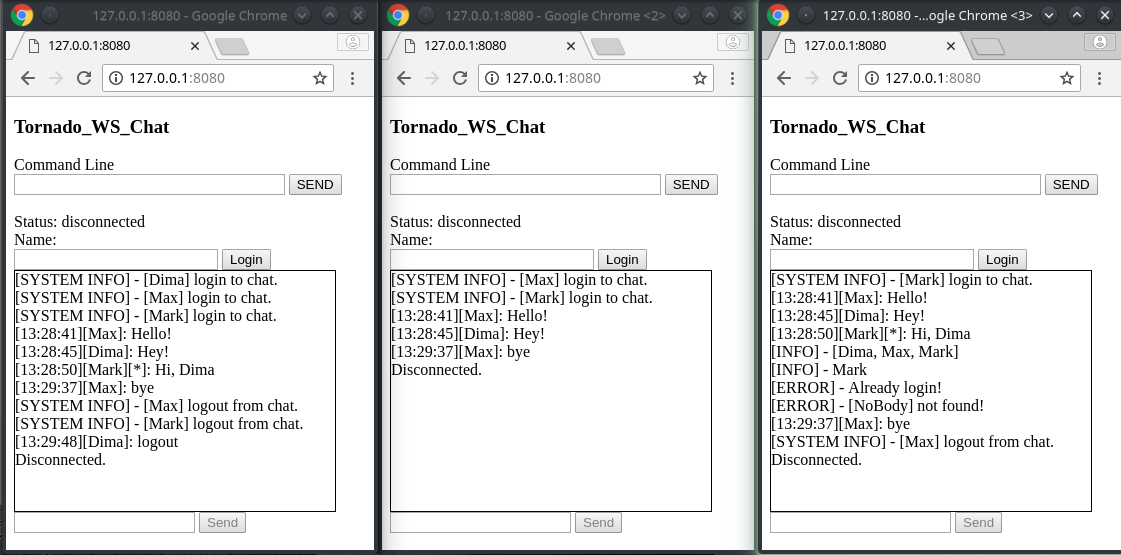 127.0.0.1:8080 - Google Chrome
127.0.0.1:8080
127.0.0.1:8080
Tornado_WS_Chat
Command Line
SEND
Status: disconnected
Name:
Login
[SYSTEM INFO] - [Dima] login to chat.
[SYSTEM INFO] - [Max] login to chat.
[SYSTEM INFO] - [Mark] login to chat.
[13:28:41][Max]: Hello!
[13:28:45][Dima]: Hey!
[13:28:50][Mark][*]: Hi, Dima
[13:29:37][Max]: bye
[SYSTEM INFO] - [Max] logout from chat.
[SYSTEM INFO] - [Mark] logout from chat.
[13:29:48][Dima]: logout
Disconnected.
Send
127.0.0.1:8080 - Google Chrome <2>
127.0.0.1:8080
127.0.0.1:8080
Tornado_WS_Chat
Command Line
SEND
Status: disconnected
Name:
Login
[SYSTEM INFO] - [Max] login to chat.
[SYSTEM INFO] - [Mark] login to chat.
[13:28:41][Max]: Hello!
[13:28:45][Dima]: Hey!
[13:29:37][Max]: bye
Disconnected.
Send
127.0.0.1:8080 -...ogle Chrome <3>
127.0.0.1:8080
127.0.0.1:8080
Tornado_WS_Chat
Command Line
SEND
Status: disconnected
Name:
Login
[SYSTEM INFO] - [Mark] login to chat.
[13:28:41][Max]: Hello!
[13:28:45][Dima]: Hey!
[13:28:50][Mark][*]: Hi, Dima
[INFO] - [Dima, Max, Mark]
[INFO] - Mark
[ERROR] - Already login!
[ERROR] - [NoBody] not found!
[13:29:37][Max]: bye
[SYSTEM INFO] - [Max] logout from chat.
Disconnected.
Send